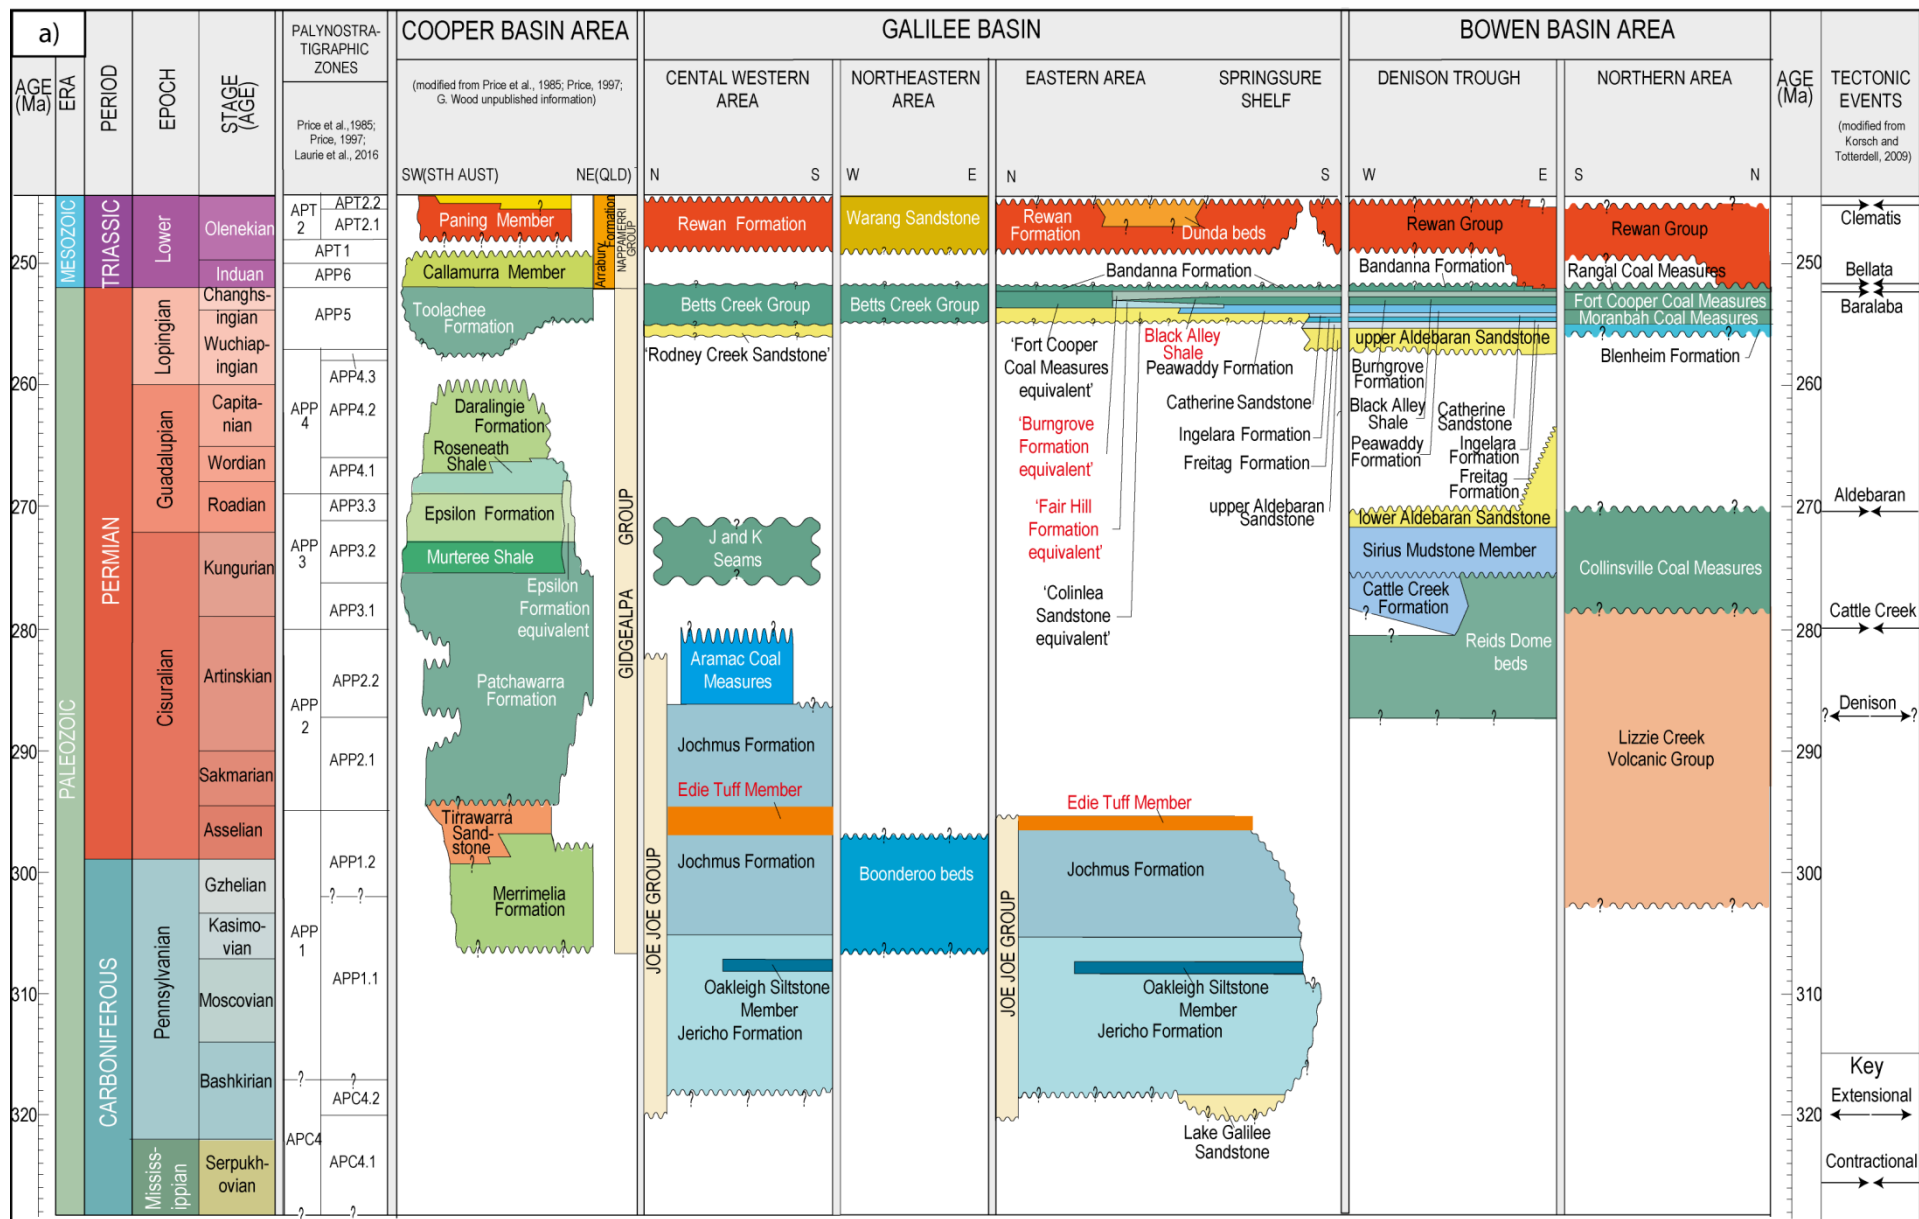 a)
AGE
(Ma)
ERA
PERIOD
EPOCH
STAGE
(AGE)
PALYNOSTRA-
TIGRAPHIC
ZONES
Price et al.,1985;
Price, 1997;
Laurie et al., 2016
COOPER BASIN AREA
(modified from Price et al., 1985; Price, 1997;
G. Wood unpublished information)
SW(STH AUST)
NE(QLD)
GALILEE BASIN
CENTAL WESTERN
AREA
N
S
NORTHEASTERN
AREA
W
E
EASTERN AREA
SPRINGSURE
SHELF
N
S
BOWEN BASIN AREA
DENISON TROUGH
W
E
NORTHERN AREA
S
N
AGE
(Ma)
TECTONIC
EVENTS
(modified from
Korsch and
Totterdell, 2009)
250
260
270
280
290
300
310
320
MESOZOIC
PALEOZOIC
TRIASSIC
PERMIAN
CARBONIFEROUS
Lower
Lopingian
Guadalupian
Cisuralian
Pennsylvanian
Mississ-
ippian
Olenekian
Induan
Changhs-
ingian
Wuchiap-
ingian
Capita-
nian
Wordian
Roadian
Kungurian
Artinskian
Sakmarian
Asselian
Gzhelian
Kasimo-
vian
Moscovian
Bashkirian
Serpukh-
ovian
APT
2
APT2.2
APT2.1
APT1
APP6
APP5
APP
4
APP4.3
APP4.2
APP4.1
APP
3
APP3.3
APP3.2
APP3.1
APP
2
APP2.2
APP2.1
APP
1
APP1.2
? ?
APP1.1
? ?
APC4
APC4.2
APC4.1
? ?
Paning Member
Callamurra Member
Toolachee
Formation
Daralingie
Formation
Roseneath
Shale
Epsilon Formation
Murteree Shale
Epsilon
Formation
equivalent
Patchawarra
Formation
Tirrawarra
Sand-
stone
Merrimelia
Formation
Arrabury
Formation
NAPPAMERRI
GROUP
GIDGEALPA GROUP
Rewan Formation
Betts Creek Group
'Rodney Creek Sandstone'
J and K
Seams
Aramac Coal
Measures
Jochmus Formation
Edie Tuff Member
Jochmus Formation
Oakleigh Siltstone
Member
Jericho Formation
JOE JOE GROUP
Warang Sandstone
Betts Creek Group
Boonderoo beds
Rewan
Formation
Dunda beds
Bandanna Formation
'Fort Cooper
Coal Measures
equivalent'
Black Alley
Shale
Peawaddy Formation
'Burngrove
Formation
equivalent'
Catherine Sandstone
Ingelara Formation
Freitag Formation
'Fair Hill
Formation
equivalent'
upper Aldebaran
Sandstone
'Colinlea
Sandstone
equivalent'
Edie Tuff Member
Jochmus Formation
Oakleigh Siltstone
Member
Jericho Formation
JOE JOE GROUP
Lake Galilee
Sandstone
Rewan Group
Bandanna Formation
upper Aldebaran Sandstone
Burngrove
Formation
Black Alley
Shale
Catherine
Sandstone
Peawaddy
Formation
Ingelara
Formation
Freitag
Formation
lower Aldebaran Sandstone
Sirius Mudstone Member
Cattle Creek
Formation
Reids Dome
beds
Rewan Group
Rangal Coal Measures
Fort Cooper Coal Measures
Moranbah Coal Measures
Blenheim Formation
Collinsville Coal Measures
Lizzie Creek
Volcanic Group
250
260
270
280
290
300
310
320
Clematis
Bellata
Baralaba
Aldebaran
Cattle Creek
Denison
? ?
Key
Extensional
Contractional